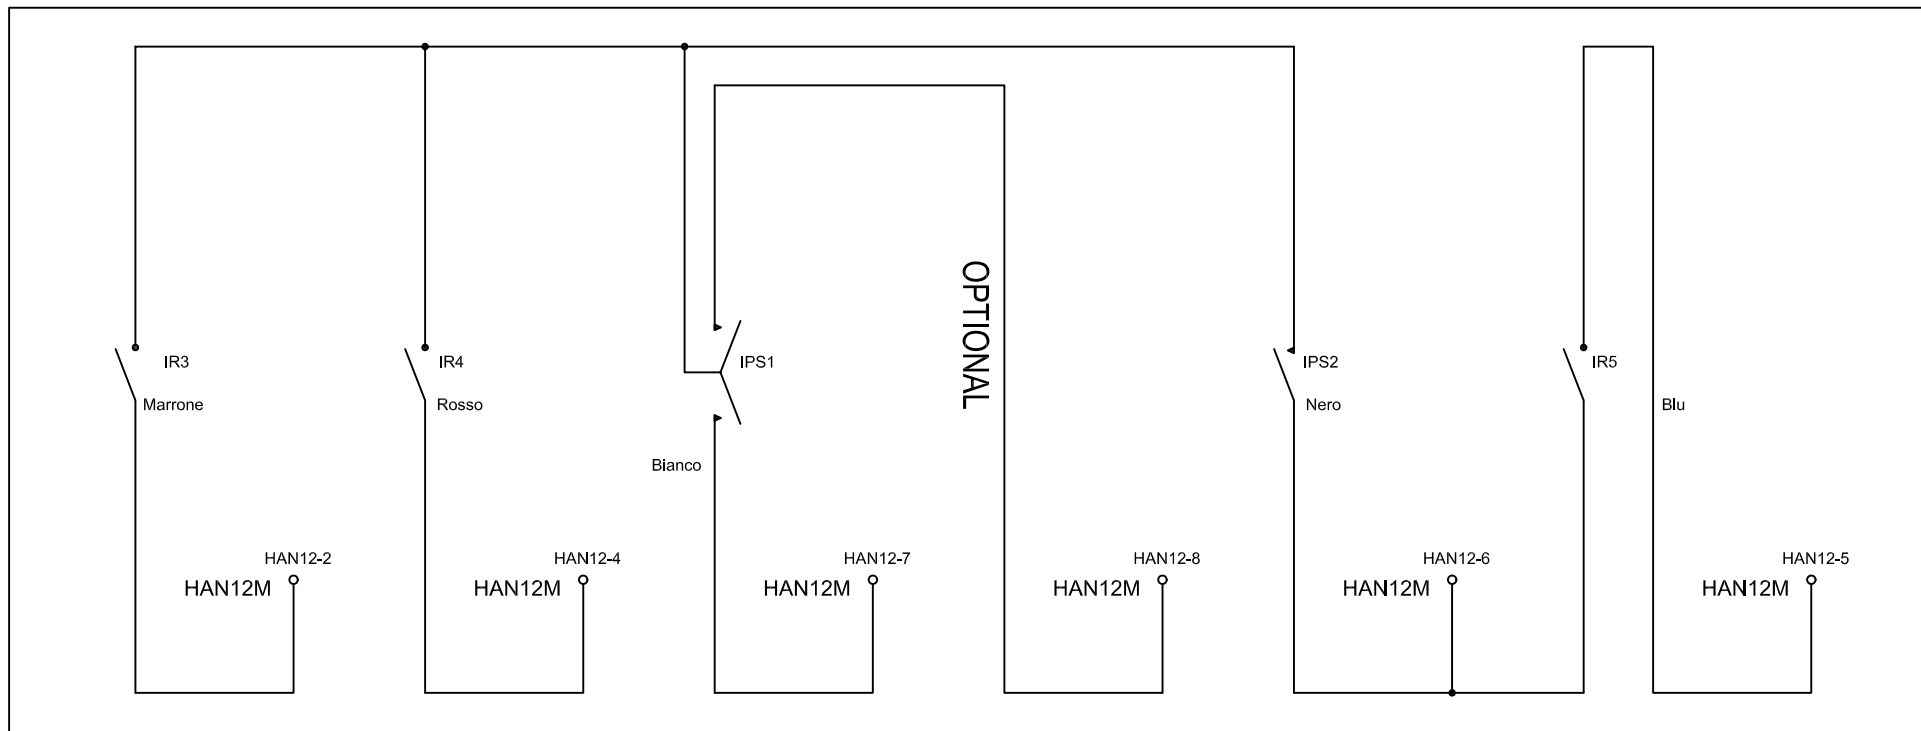 OPTIONAL
IR3
IR4
IPS1
IPS2
IR5
Marrone
Rosso
Nero
Blu
Bianco
HAN12-2
HAN12-4
HAN12-7
HAN12-8
HAN12-6
HAN12-5
HAN12M
HAN12M
HAN12M
HAN12M
HAN12M
HAN12M